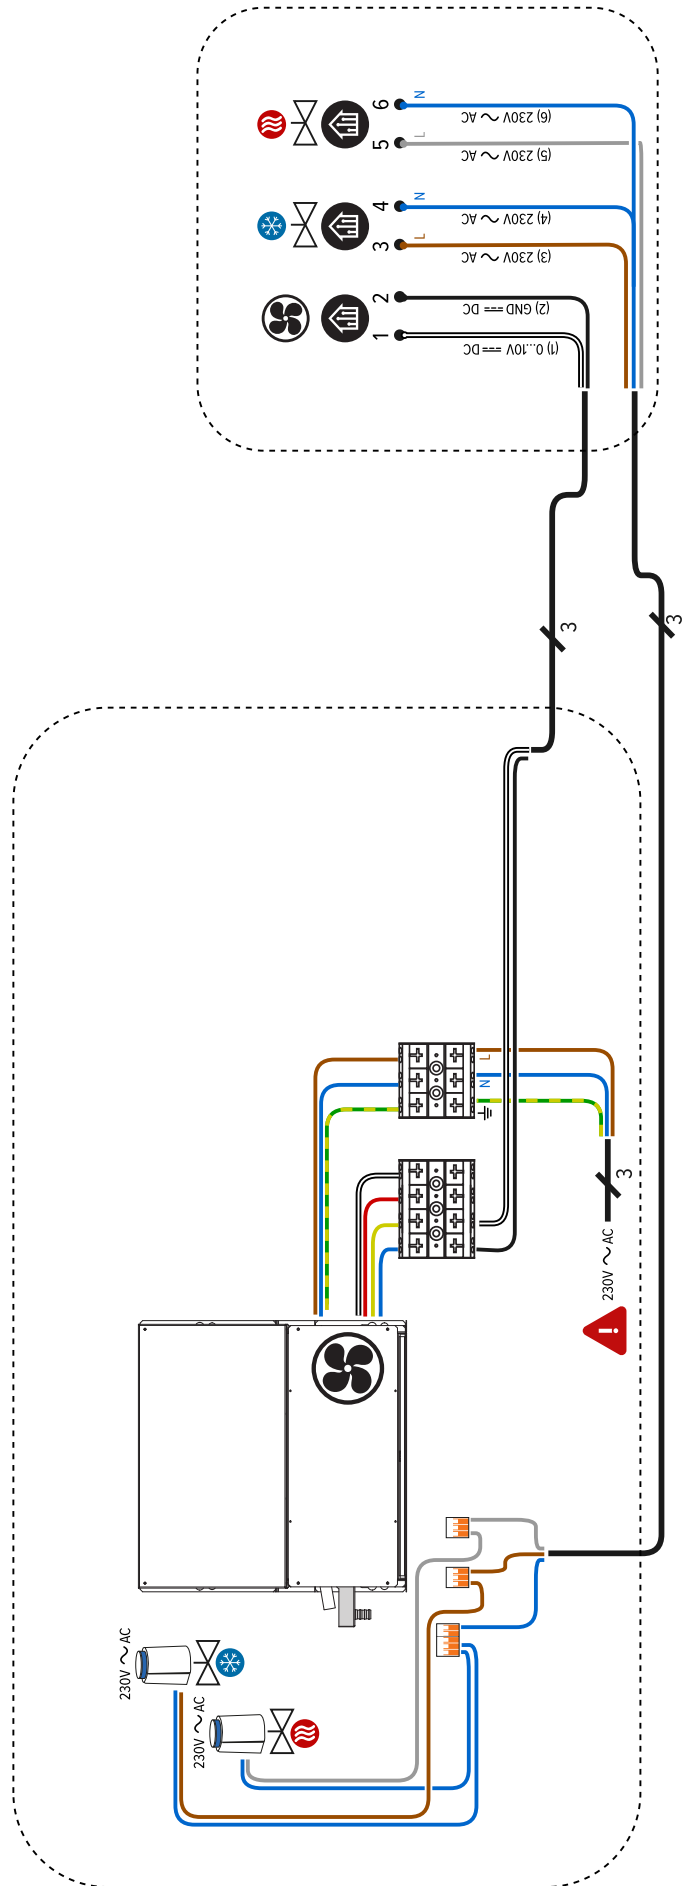 6 N
(6) 230V ~ AC
5 L
(5) 230V ~ AC
4 N
(4) 230V ~ AC
3 L
(3) 230V ~ AC
2
(2) GND ⎓ DC
1
(1) 0...10V ⎓ DC
3
3
L
N
3
230V ~ AC
!
230V ~ AC
230V ~ AC